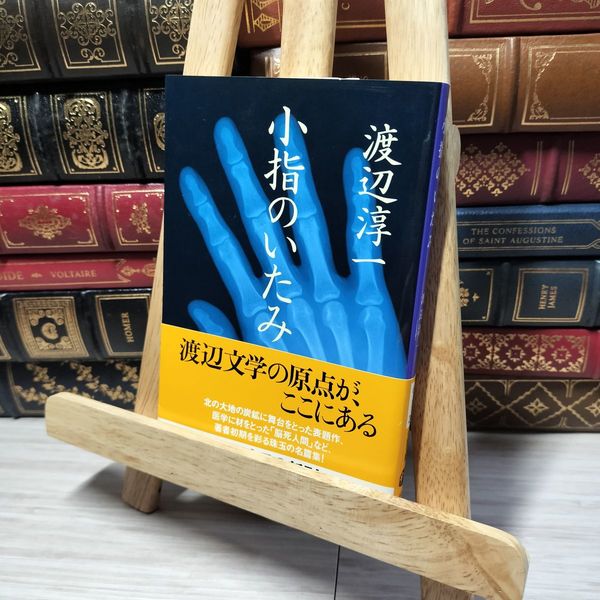 小指のいたみ
渡辺淳一
渡辺文学の原点が、
ここにある
北の大地の炭鉱に舞台をとった表題作、
医学に材をとった「脳死人間」など、
著者初期を彩る珠玉の名篇集!
THE CONFESSIONS
OF SAINT AUGUSTINE
VOLTAIRE
HOMER
HENRY
JAMES